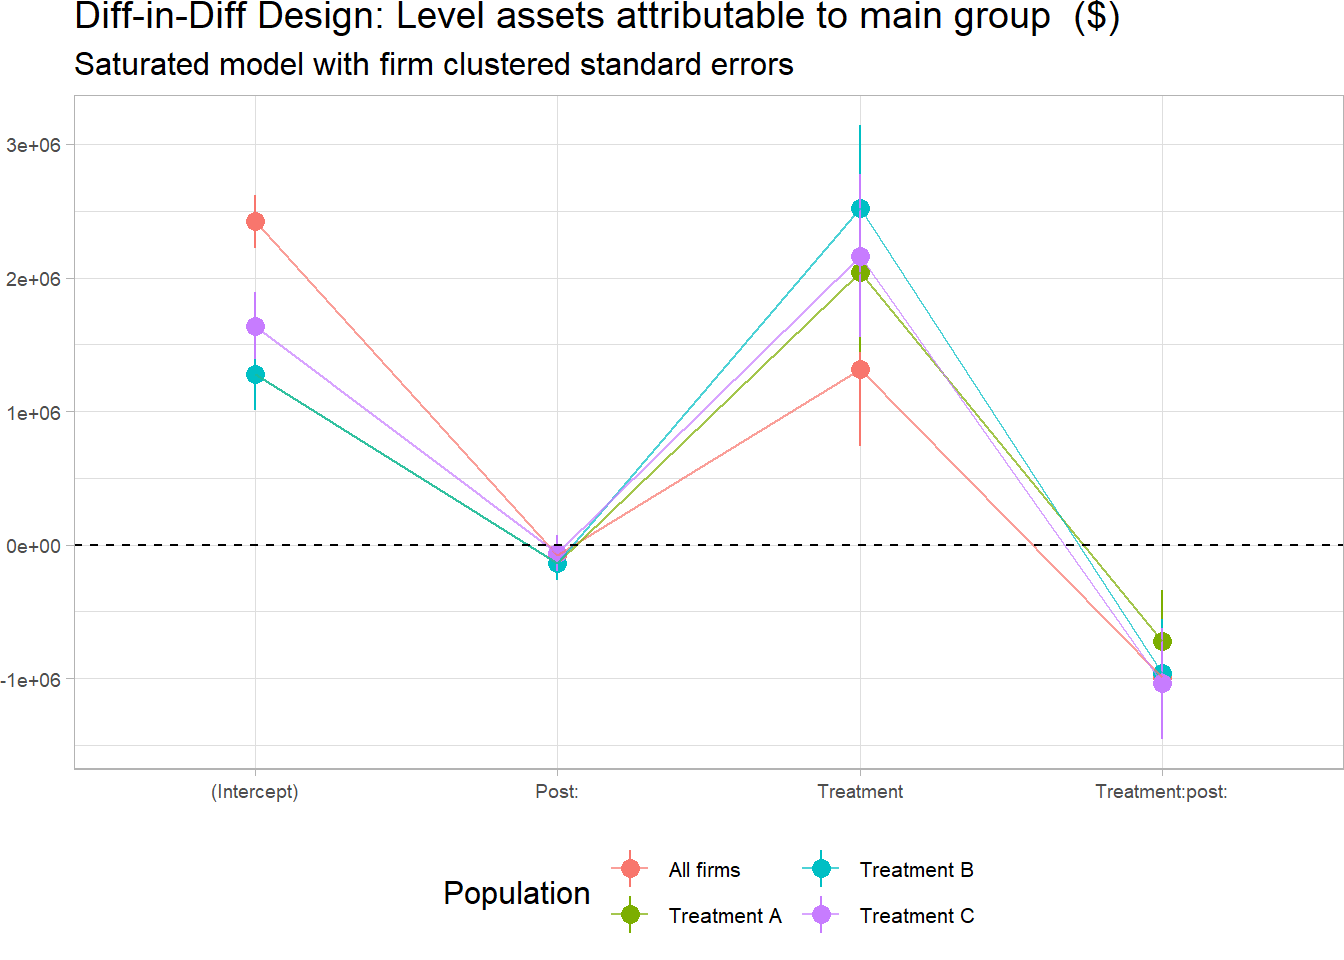 Diff-in-Diff Design: Level assets attributable to main group  ($)
Saturated model with firm clustered standard errors
3e+06
2e+06
1e+06
0e+00
-1e+06
(Intercept) Post: Treatment Treatment:post:
Population
All firms Treatment B
Treatment A Treatment C